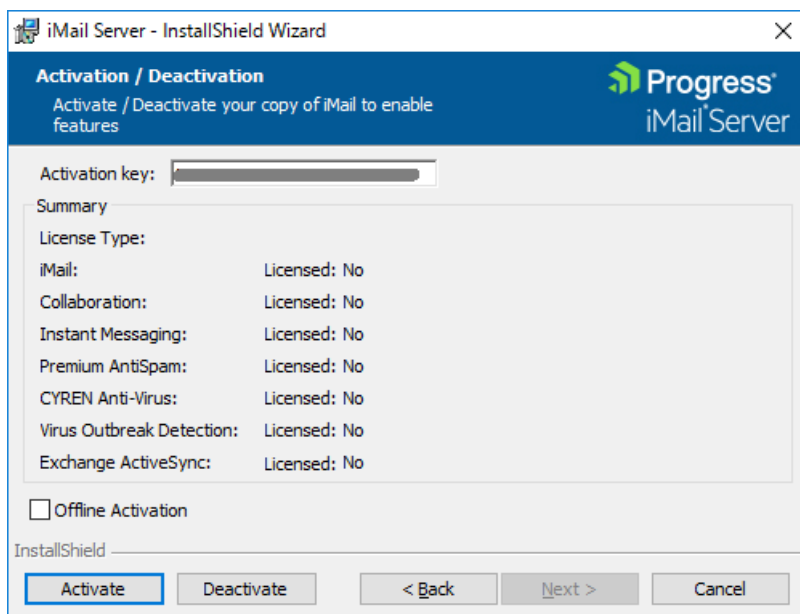 iMail Server - InstallShield Wizard
Activation / Deactivation
Activate / Deactivate your copy of iMail to enable
features
Progress®
iMail®Server
Activation key:
Summary
License Type:
iMail: Licensed: No
Collaboration: Licensed: No
Instant Messaging: Licensed: No
Premium AntiSpam: Licensed: No
CYREN Anti-Virus: Licensed: No
Virus Outbreak Detection: Licensed: No
Exchange ActiveSync: Licensed: No
Offline Activation
InstallShield
Activate Deactivate < Back Next > Cancel